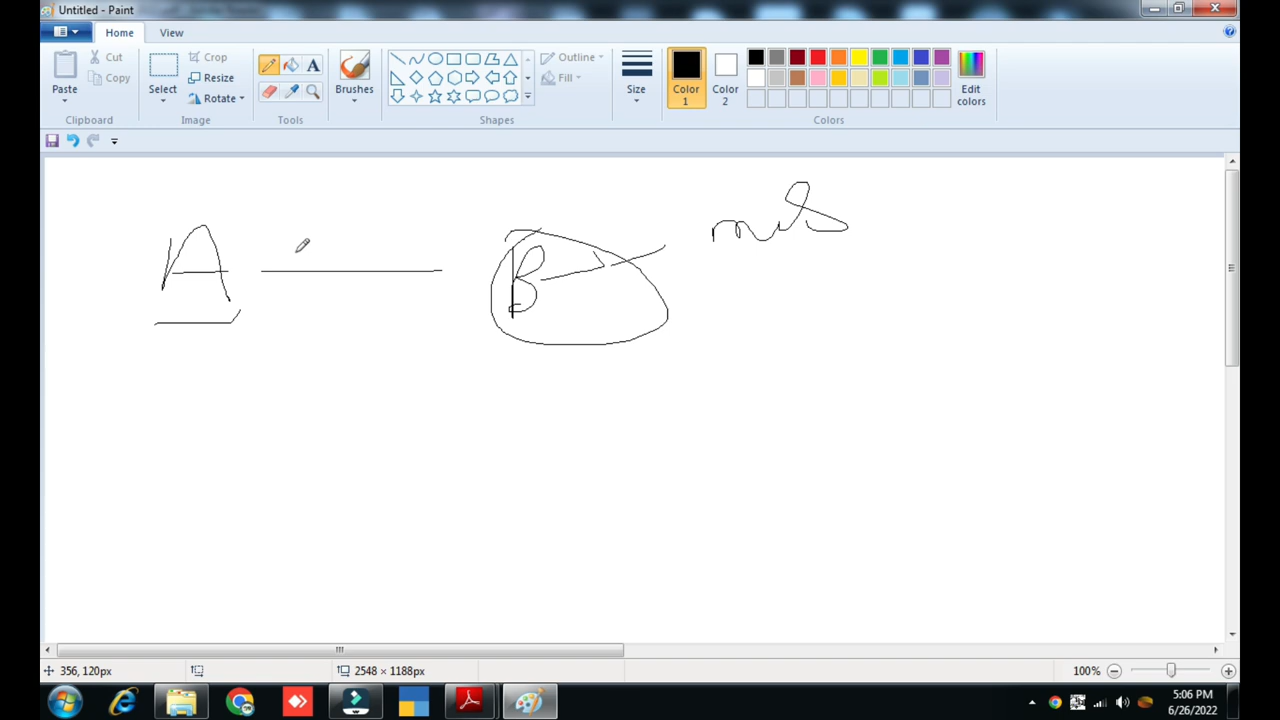 Untitled - Paint
Home View
Cut
Copy
Paste
Clipboard
Select
Crop
Resize
Rotate
Image
Tools
Brushes
Outline
Fill
Shapes
Size
Color 1
Color 2
Edit colors
Colors
A B
356, 120px
2548 × 1188px
100%
5:06 PM
6/26/2022